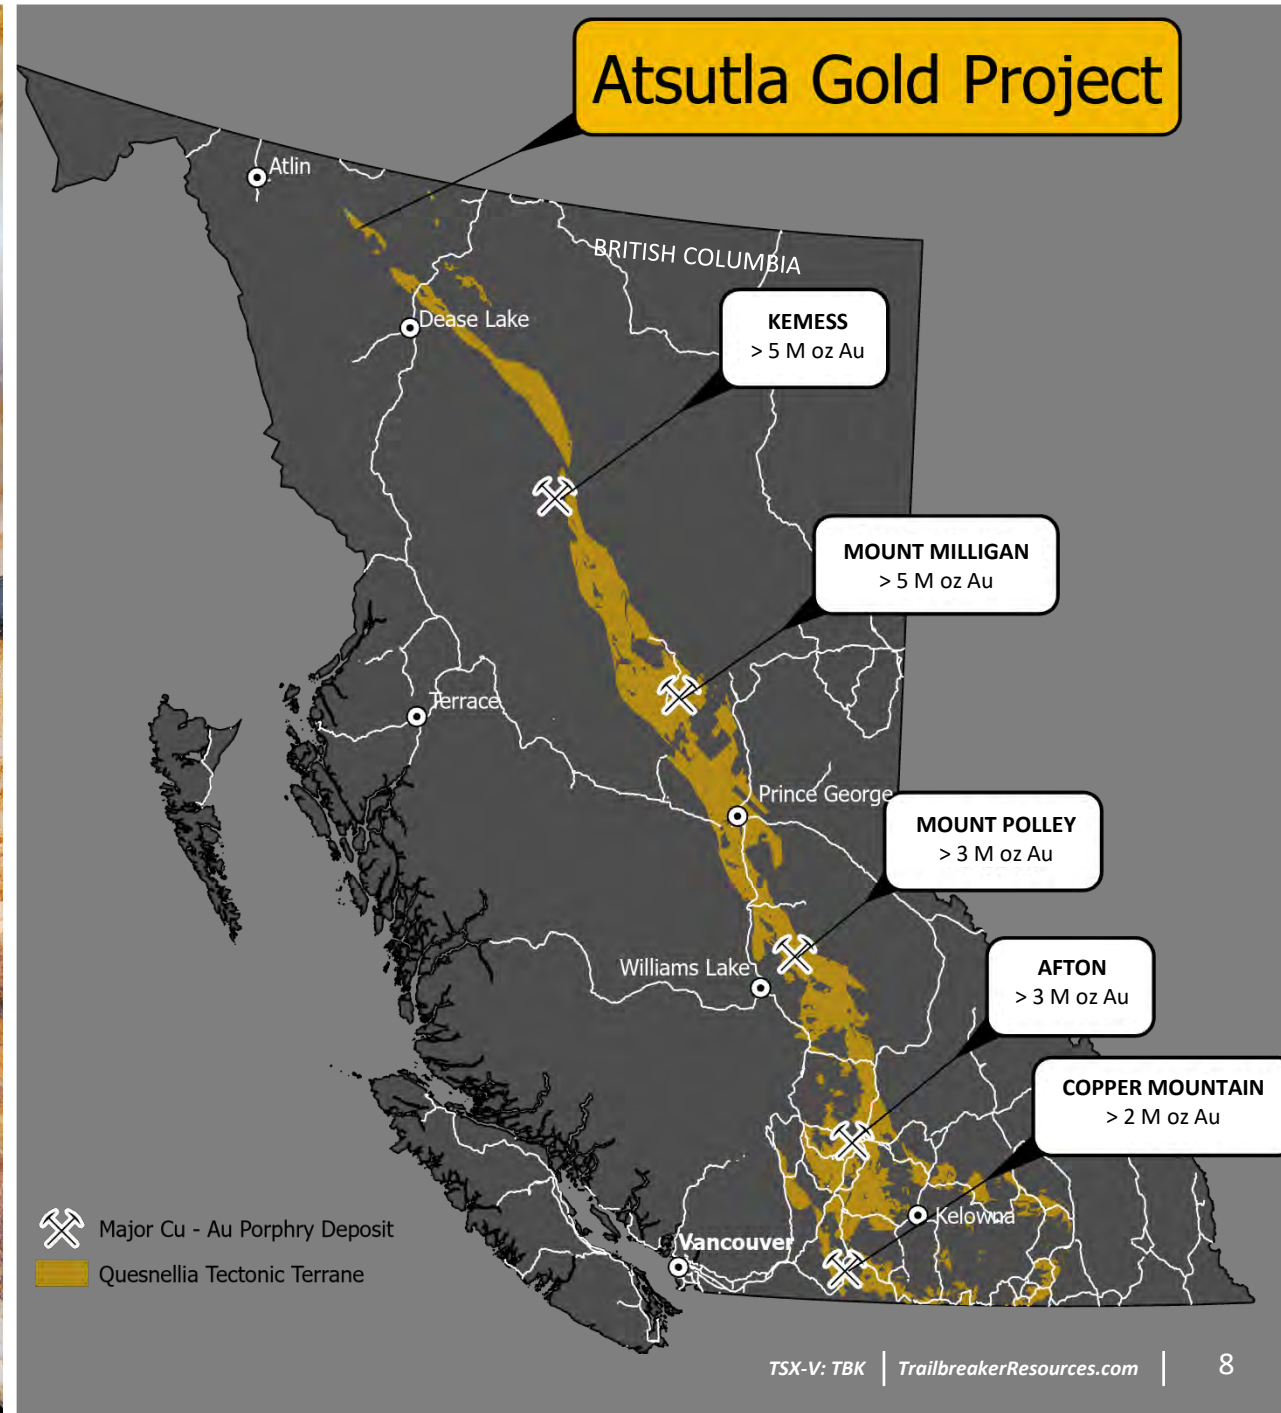 Atsutla Gold Project
Atlin
BRITISH COLUMBIA
Dease Lake
KEMESS
> 5 M oz Au
MOUNT MILLIGAN
> 5 M oz Au
Terrace
Prince George
MOUNT POLLEY
> 3 M oz Au
Williams Lake
AFTON
> 3 M oz Au
COPPER MOUNTAIN
> 2 M oz Au
Kelowna
Vancouver
Major Cu - Au Porphry Deposit
Quesnellia Tectonic Terrane
TSX-V: TBK | TrailbreakerResources.com | 8